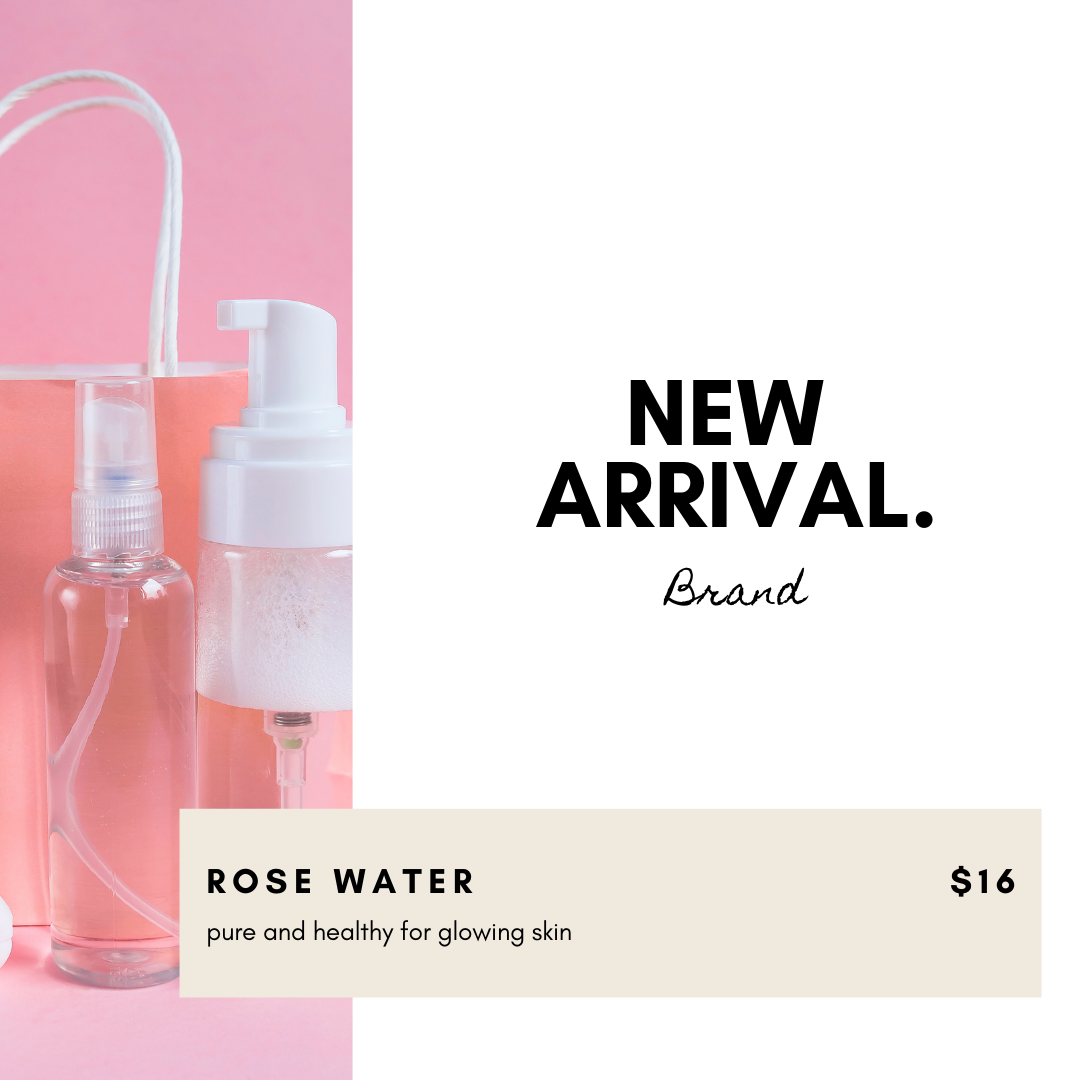 NEW
ARRIVAL.
Brand
ROSE WATER $16
pure and healthy for glowing skin